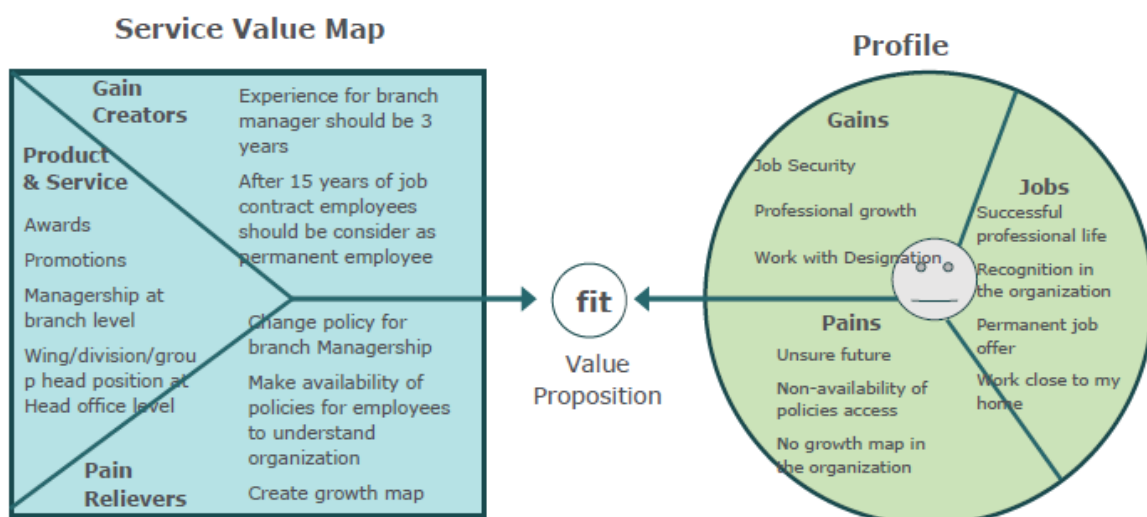 Service Value Map
Gain
Creators
Experience for branch
manager should be 3
years
After 15 years of job
contract employees
should be consider as
permanent employee
Product
& Service
Awards
Promotions
Managership at
branch level
Wing/division/grou
p head position at
Head office level
Change policy for
branch Managership
Make availability of
policies for employees
to understand
organization
Create growth map
Pain
Relievers
fit
Value
Proposition
Profile
Gains
Job Security
Professional growth
Work with Designation
Jobs
Successful
professional life
Recognition in
the organization
Permanent job
offer
Work close to my
home
Pains
Unsure future
Non-availability of
policies access
No growth map in
the organization